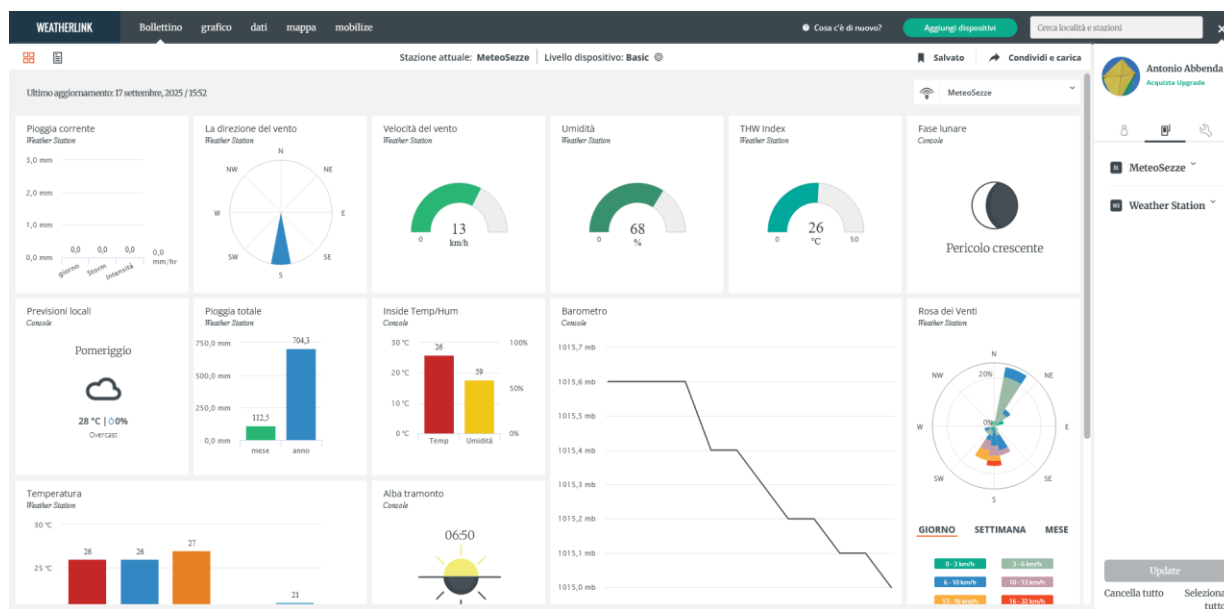 WEATHERLINK Bollettino grafico dati mappa mobilize Cosa c'è di nuovo? Aggiungi dispositivi Cerca località e stazioni
Stazione attuale: MeteoSezze Livello dispositivo: Basic Salvato Condividi e carica
Antonio Abbenda
Acquista Upgrade
Ultimo aggiornamento: 17 settembre, 2025 / 15:52
MeteoSezze
Pioggia corrente
Weather Station
3,0 mm
2,0 mm
1,0 mm
0,0 mm
0,0 0,0 0,0
0,0
mm/hr
giorno Storm Intensità
La direzione del vento
Weather Station
N
NW NE
W E
SW SE
S
Velocità del vento
Weather Station
13
0
km/h
Umidità
Weather Station
68
0
%
THW Index
Weather Station
26
0 50
°C
Fase lunare
Console
Pericolo crescente
MeteoSezze
Weather Station
Previsioni locali
Console
Pomeriggio
28 °C | 0%
Overcast
Pioggia totale
Weather Station
750,0 mm
500,0 mm
250,0 mm
0,0 mm
112,5
704,3
mese anno
Inside Temp/Hum
Console
30 °C
20 °C
10 °C
0 °C
26
59
100%
50%
0%
Temp Umidità
Barometro
Console
1015,7 mb
1015,6 mb
1015,5 mb
1015,4 mb
1015,3 mb
1015,2 mb
1015,1 mb
1015,0 mb
Rosa dei Venti
Weather Station
N
NW 20% NE
W 0% E
SW SE
S
GIORNO SETTIMANA MESE
0 - 3 km/h 3 - 6 km/h
6 - 10 km/h 10 - 13 km/h
13 - 16 km/h 16 - 32 km/h
Temperatura
Weather Station
30 °C
25 °C
26 26 27
21
Alba tramonto
Console
06:50
Update
Cancella tutto Seleziona
tutto